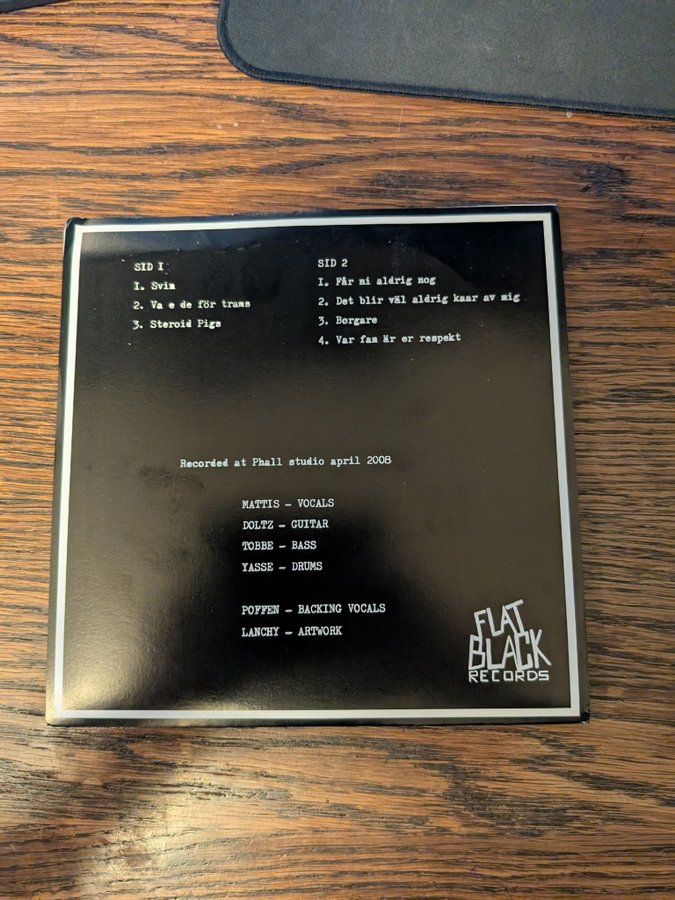 SID I
1. Svin
2. Va e de för trams
3. Steroid Pigs
SID 2
1. Får ni aldrig nog
2. Det blir väl aldrig kaar av mig
3. Borgare
4. Var fan är er respekt
Recorded at Phall studio april 2008
MATTIS - VOCALS
DOLTZ - GUITAR
TOBBE - BASS
YASSE - DRUMS
POFFEN - BACKING VOCALS
LANCHY - ARTWORK
FLAT
BLACK
RECORDS